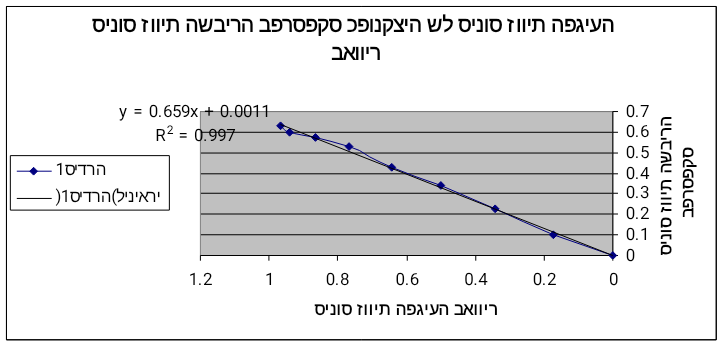 העיגפה תיווז סוניס לש היצקנופכ סקפסרפב הריבשה תיווז סוניס
ריוואב
y = 0.659x + 0.0011
R² = 0.997
0.7
0.6
0.5
0.4
0.3
0.2
0.1
0
הריבשה תיווז סוניס
סקפסרפב
הרדיס1
יראיניל)הרדיס1(
1.2 1 0.8 0.6 0.4 0.2 0
ריוואב העיגפה תיווז סוניס